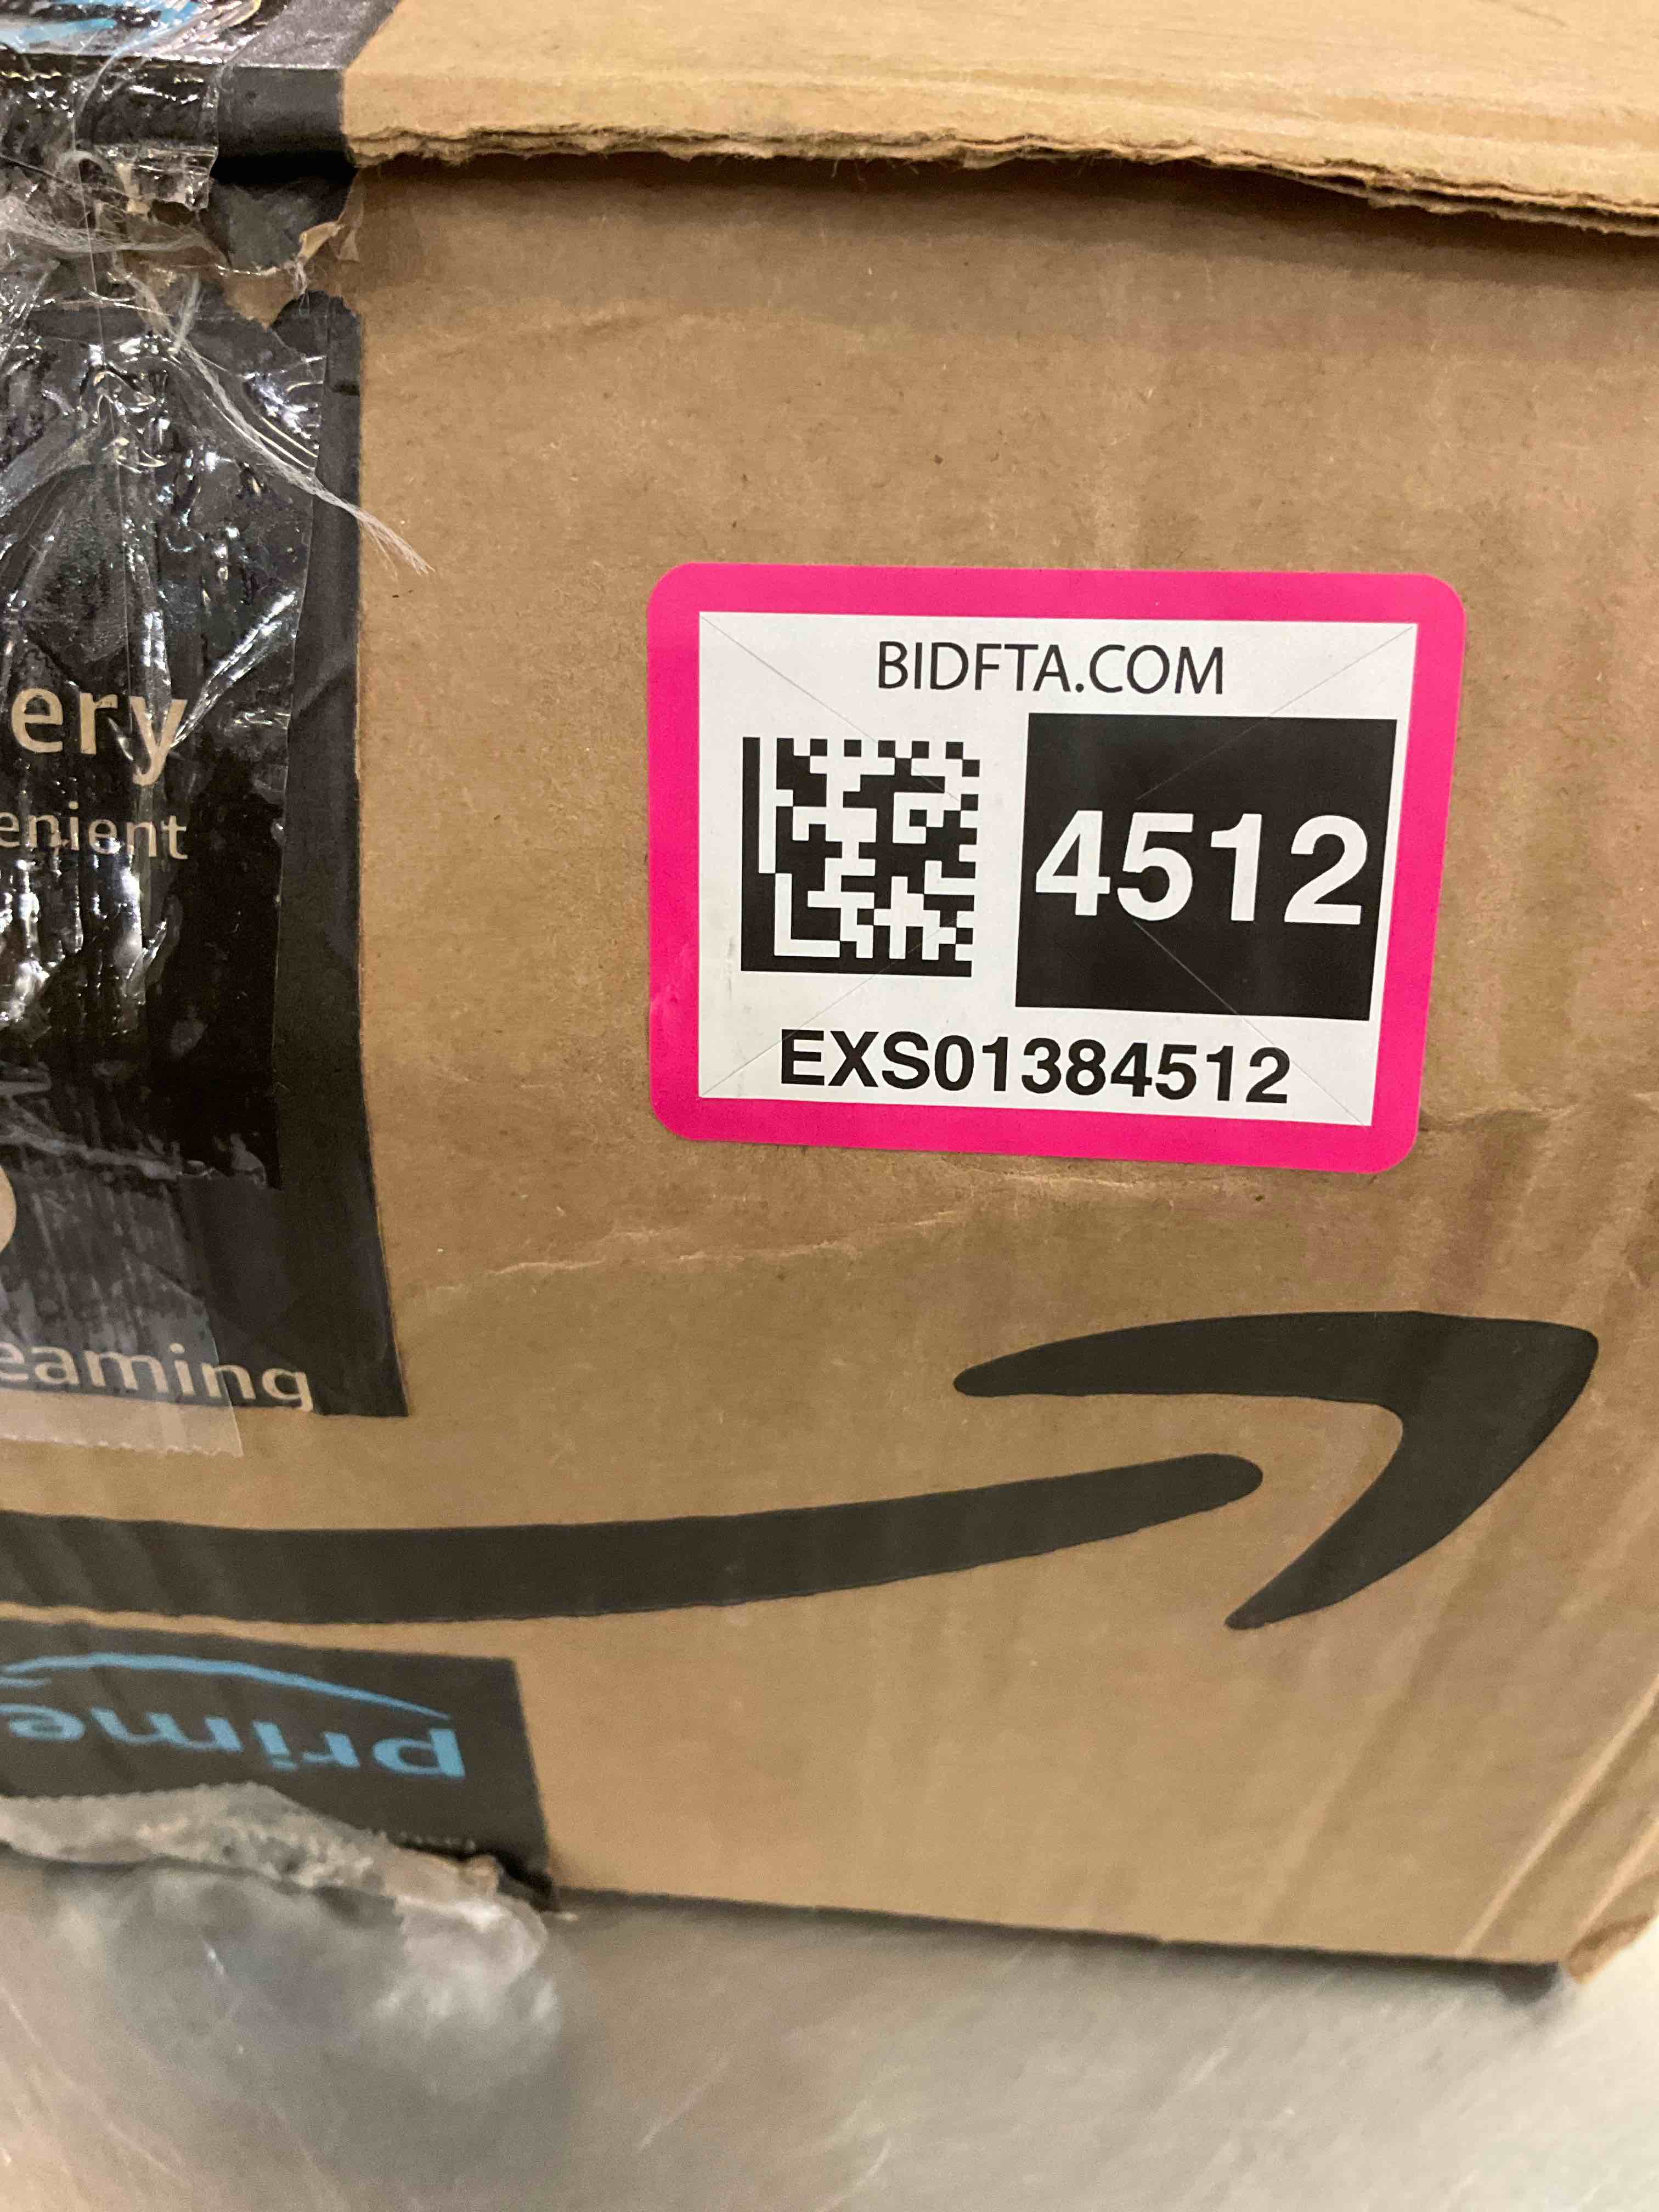 ery
enient
eaming
BIDFTA.COM
4512
EXS01384512
prime